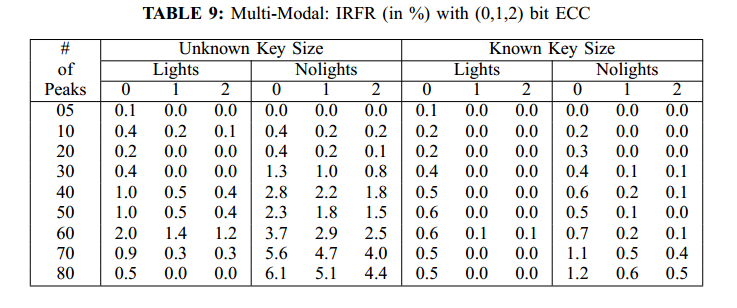 TABLE 9: Multi-Modal: IRFR (in %) with (0,1,2) bit ECC
# Unknown Key Size Known Key Size
of Lights Nolights Lights Nolights
Peaks 0 1 2 0 1 2 0 1 2 0 1 2
05 0.1 0.0 0.0 0.0 0.0 0.0 0.1 0.0 0.0 0.0 0.0 0.0
10 0.4 0.2 0.1 0.4 0.2 0.2 0.2 0.0 0.0 0.2 0.0 0.0
20 0.2 0.0 0.0 0.4 0.2 0.1 0.2 0.0 0.0 0.3 0.0 0.0
30 0.4 0.0 0.0 1.3 1.0 0.8 0.4 0.0 0.0 0.4 0.1 0.1
40 1.0 0.5 0.4 2.8 2.2 1.8 0.5 0.0 0.0 0.6 0.2 0.1
50 1.0 0.5 0.4 2.3 1.8 1.5 0.6 0.0 0.0 0.5 0.1 0.0
60 2.0 1.4 1.2 3.7 2.9 2.5 0.6 0.1 0.1 0.7 0.2 0.1
70 0.9 0.3 0.3 5.6 4.7 4.0 0.5 0.0 0.0 1.1 0.5 0.4
80 0.5 0.0 0.0 6.1 5.1 4.4 0.5 0.0 0.0 1.2 0.6 0.5